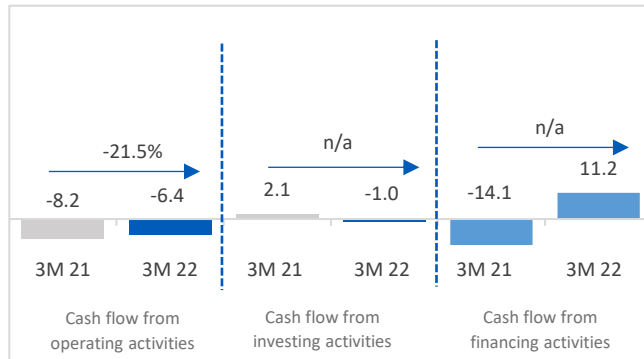 -21.5%
n/a
n/a
-8.2
-6.4
2.1
-1.0
-14.1
11.2
3M 21
3M 22
3M 21
3M 22
3M 21
3M 22
Cash flow from
operating activities
Cash flow from
investing activities
Cash flow from
financing activities